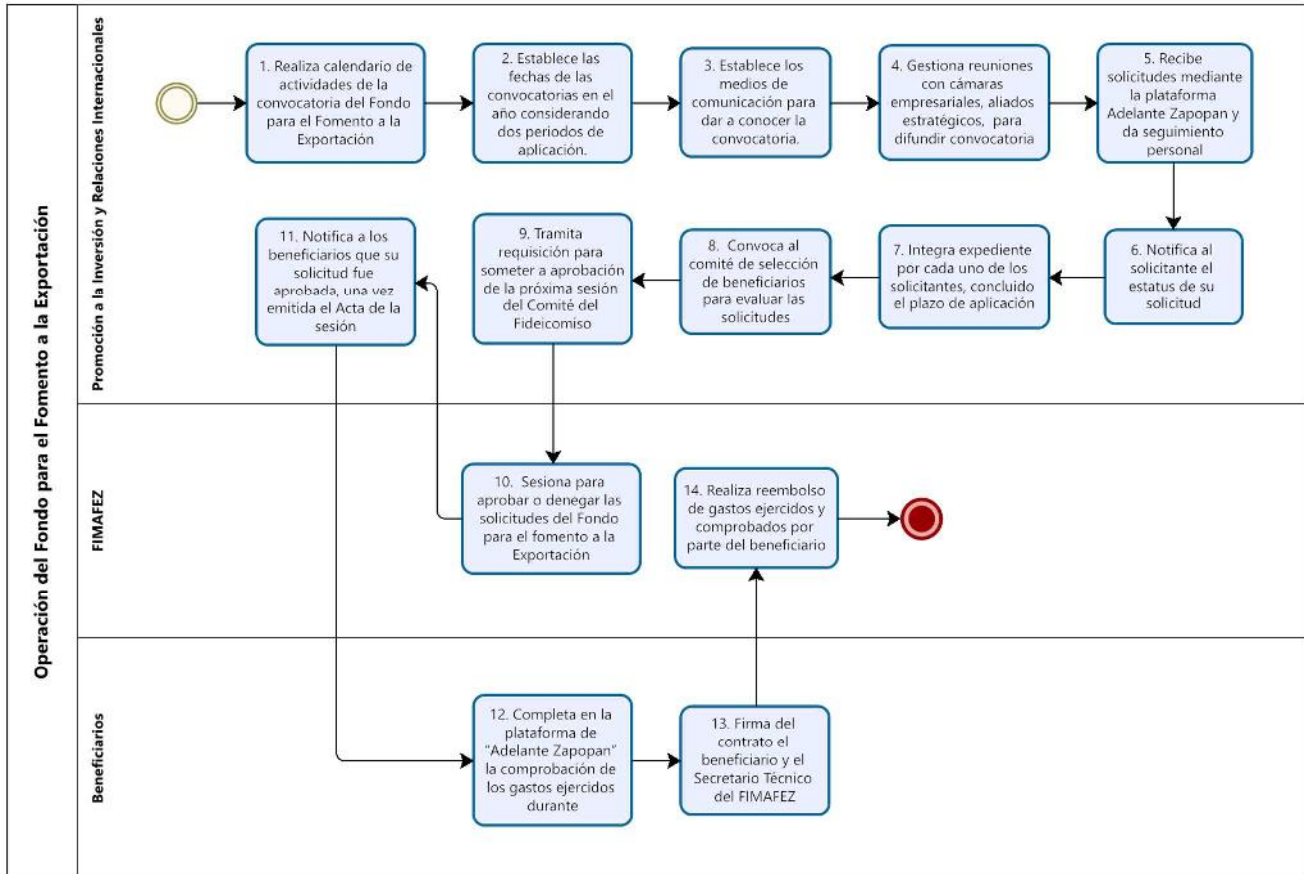 Operación del Fondo para el Fomento a la Exportación
Promoción a la Inversión y Relaciones Internacionales
1. Realiza calendario de
actividades de la
convocatoria del Fondo
para el Fomento a la
Exportación
2. Establece las
fechas de las
convocatorias en el
año considerando
dos periodos de
aplicación.
3. Establece los
medios de
comunicación para
dar a conocer la
convocatoria.
4. Gestiona reuniones
con cámaras
empresariales, aliados
estratégicos, para
difundir convocatoria
5. Recibe
solicitudes mediante
la plataforma
Adelante Zapopan y
da seguimiento
personal
6. Notifica al
solicitante el
estatus de su
solicitud
7. Integra expediente
por cada uno de los
solicitantes, concluido
el plazo de aplicación
8. Convoca al
comité de selección
de beneficiarios
para evaluar las
solicitudes
9. Tramita
requisición para
someter a aprobación
de la próxima sesión
del Comité del
Fideicomiso
11. Notifica a los
beneficiarios que su
solicitud fue
aprobada, una vez
emitida el Acta de la
sesión
FIMAFEZ
10. Sesiona para
aprobar o denegar las
solicitudes del Fondo
para el fomento a la
Exportación
14. Realiza reembolso
de gastos ejercidos y
comprobados por
parte del beneficiario
Beneficiarios
12. Completa en la
plataforma de
“Adelante Zapopan”
la comprobación de
los gastos ejercidos
durante
13. Firma del
contrato el
beneficiario y el
Secretario Técnico
del FIMAFEZ